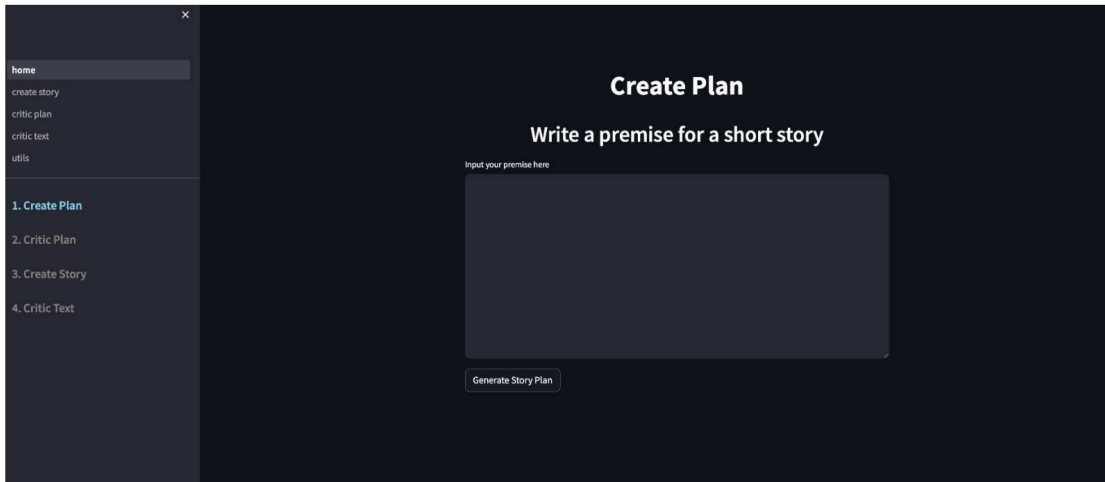 ×
home
create story
critic plan
critic text
utils
1. Create Plan
2. Critic Plan
3. Create Story
4. Critic Text
Create Plan
Write a premise for a short story
Input your premise here
Generate Story Plan